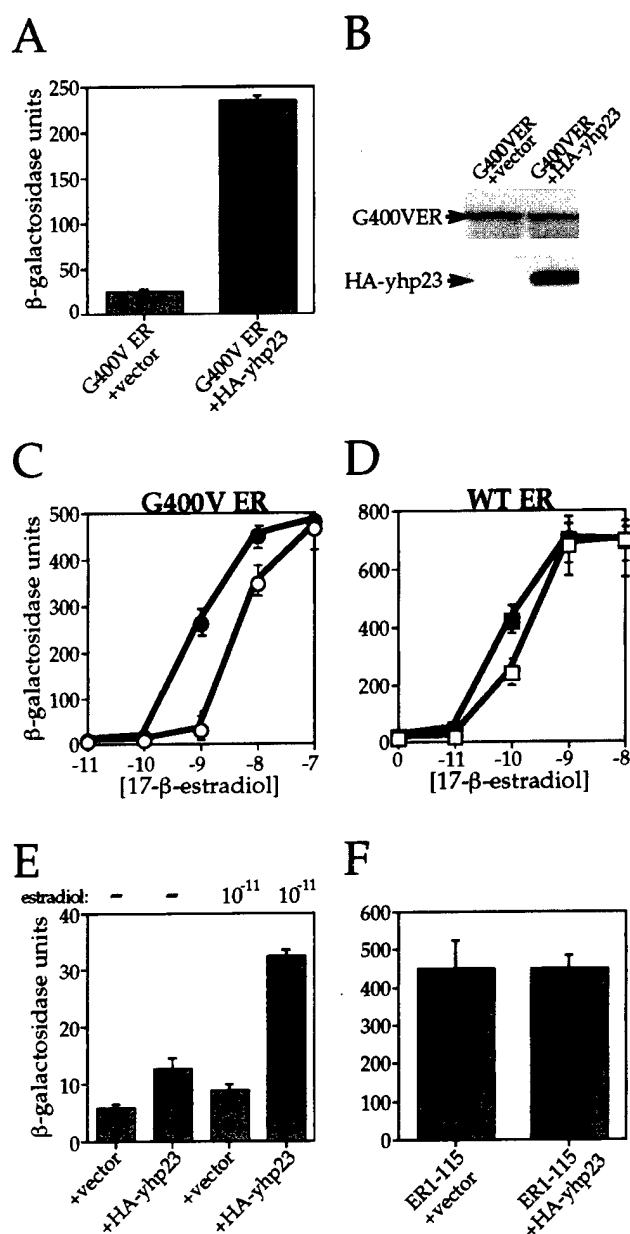 A
β-galactosidase units
250
200
150
100
50
0
G400V ER
+vector
G400V ER
+HA-yhp23
B
G400VER
+vector
G400VER
+HA-yhp23
G400VER
HA-yhp23
C
G400V ER
β-galactosidase units
500
400
300
200
100
0
-11
-10
-9
-8
-7
[17-β-estradiol]
D
WT ER
800
600
400
200
0
0
-11
-10
-9
-8
[17-β-estradiol]
E
estradiol: – – 10⁻¹¹ 10⁻¹¹
β-galactosidase units
40
30
20
10
0
+vector
+HA-yhp23
+vector
+HA-yhp23
F
600
500
400
300
200
100
0
ER1-115
+vector
ER1-115
+HA-yhp23